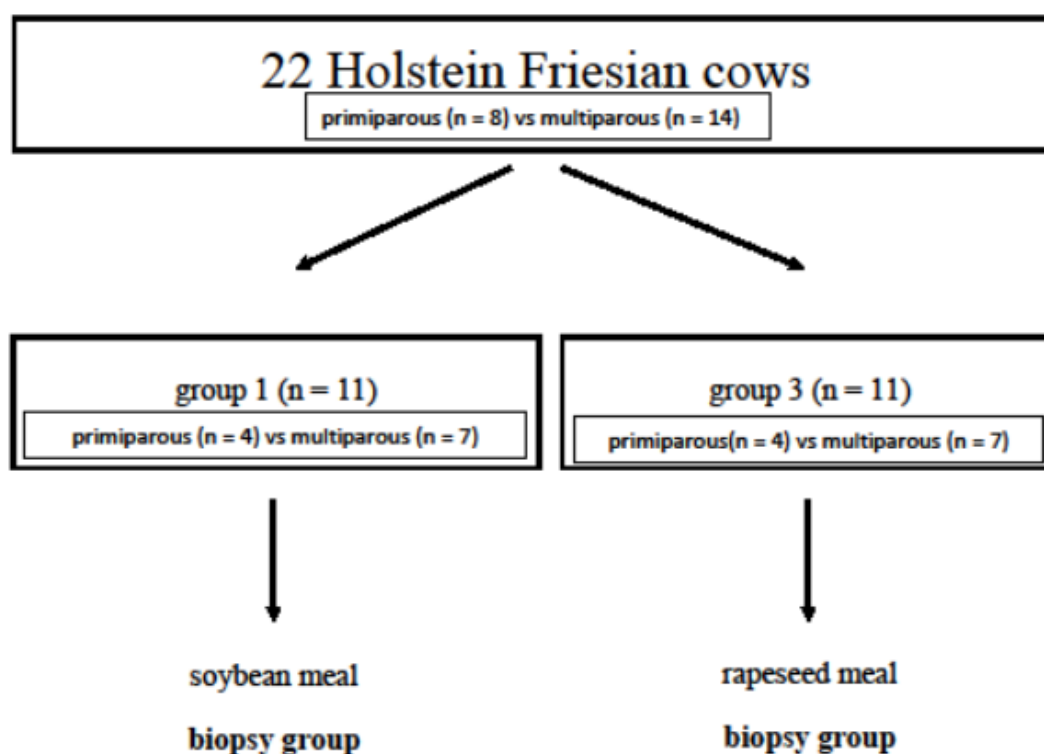 22 Holstein Friesian cows
primiparous (n = 8) vs multiparous (n = 14)
group 1 (n = 11)
primiparous (n = 4) vs multiparous (n = 7)
soybean meal
biopsy group
group 3 (n = 11)
primiparous(n = 4) vs multiparous (n = 7)
rapeseed meal
biopsy group